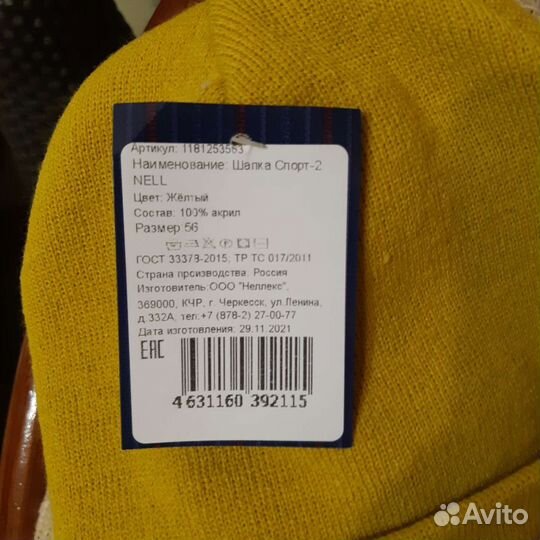 Артикул: 1181253563
Наименование: Шапка Спорт-2
NELL
Цвет: Жёлтый
Состав: 100% акрил
Размер 56
ГОСТ 33378-2015, ТР ТС 017/2011
Страна производства: Россия
Изготовитель:ООО "Неллекс",
369000, КЧР, г. Черкесск, ул.Ленина,
д.332А, тел:+7 (878-2) 27-00-77
Дата изготовления: 29.11.2021
EAC
4 631160 392115
Avito